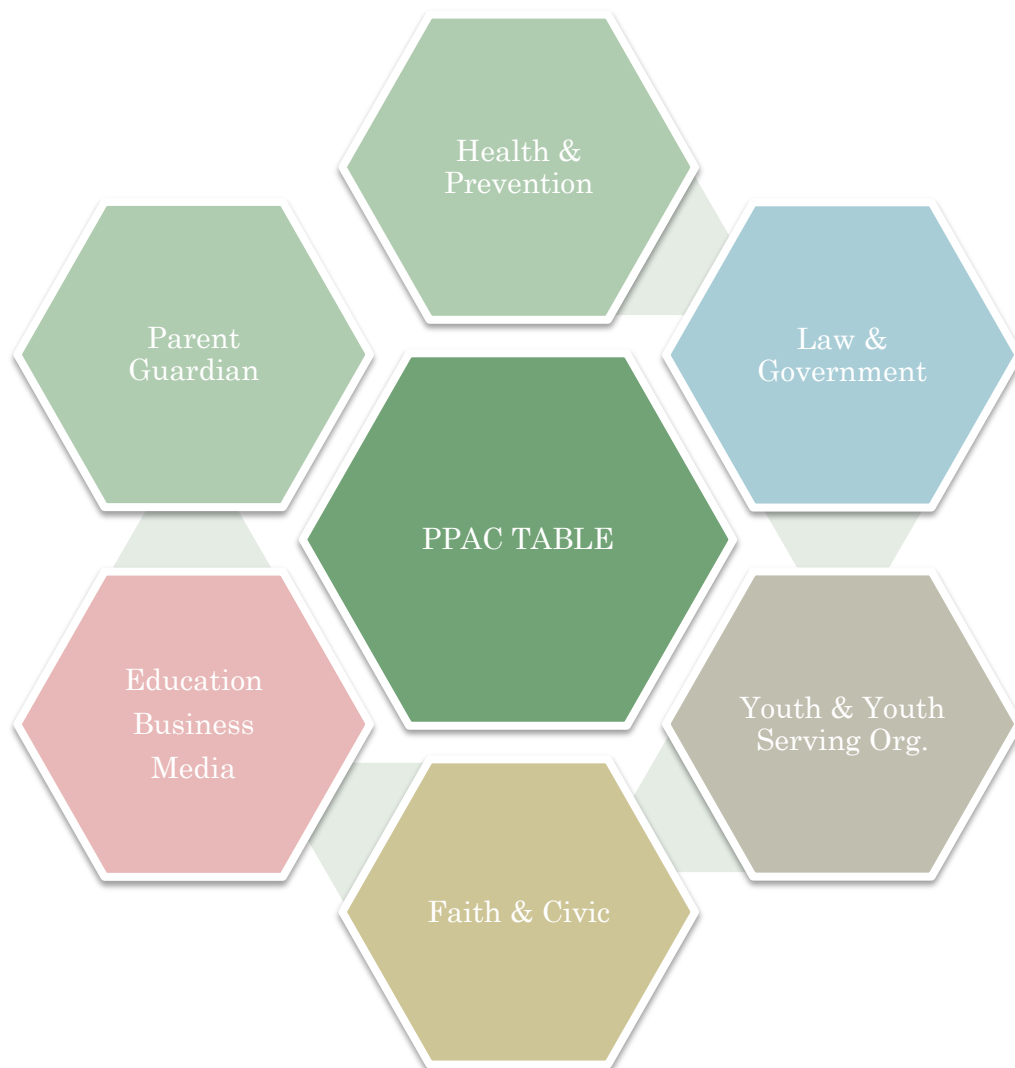 Health &
Prevention
Parent
Guardian
Law &
Government
PPAC TABLE
Education
Business
Media
Youth & Youth
Serving Org.
Faith & Civic